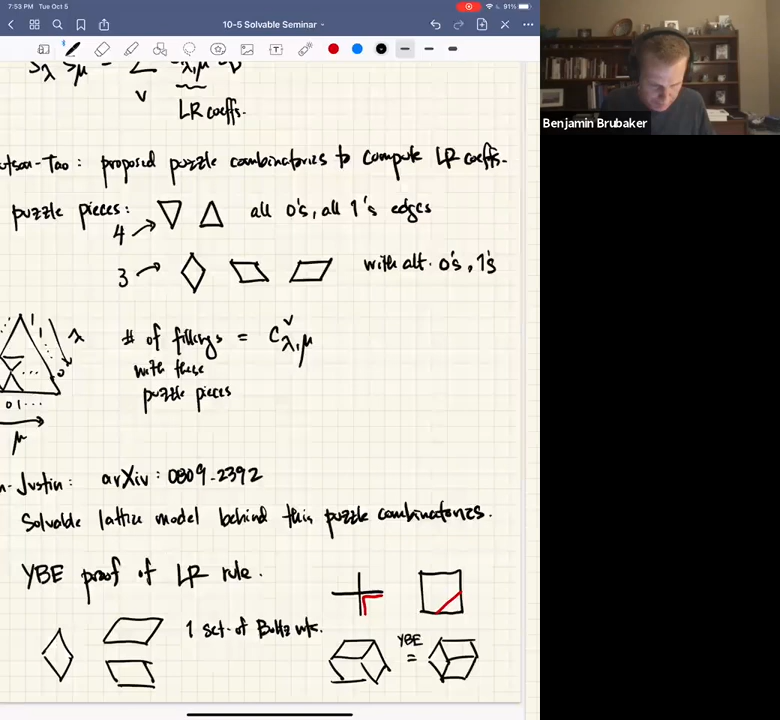 7:53 PM Tue Oct 5
91%
10-5 Solvable Seminar
Benjamin Brubaker
Sλ Sμ = Σ
ν
LR coeffs.
utson-Tao: proposed puzzle combinatorics to compute LR coeffs.
puzzle pieces: all 0's, all 1's edges
4
3 with alt. 0's, 1's
λ # of fillings = C^ν_λ,μ
with these
puzzle pieces
0 1 ...
μ
n-Justin: arXiv: 0809.2392
Solvable lattice model behind this puzzle combinatorics.
YBE proof of LR rule.
1 set of Boltz wts.
YBE
=